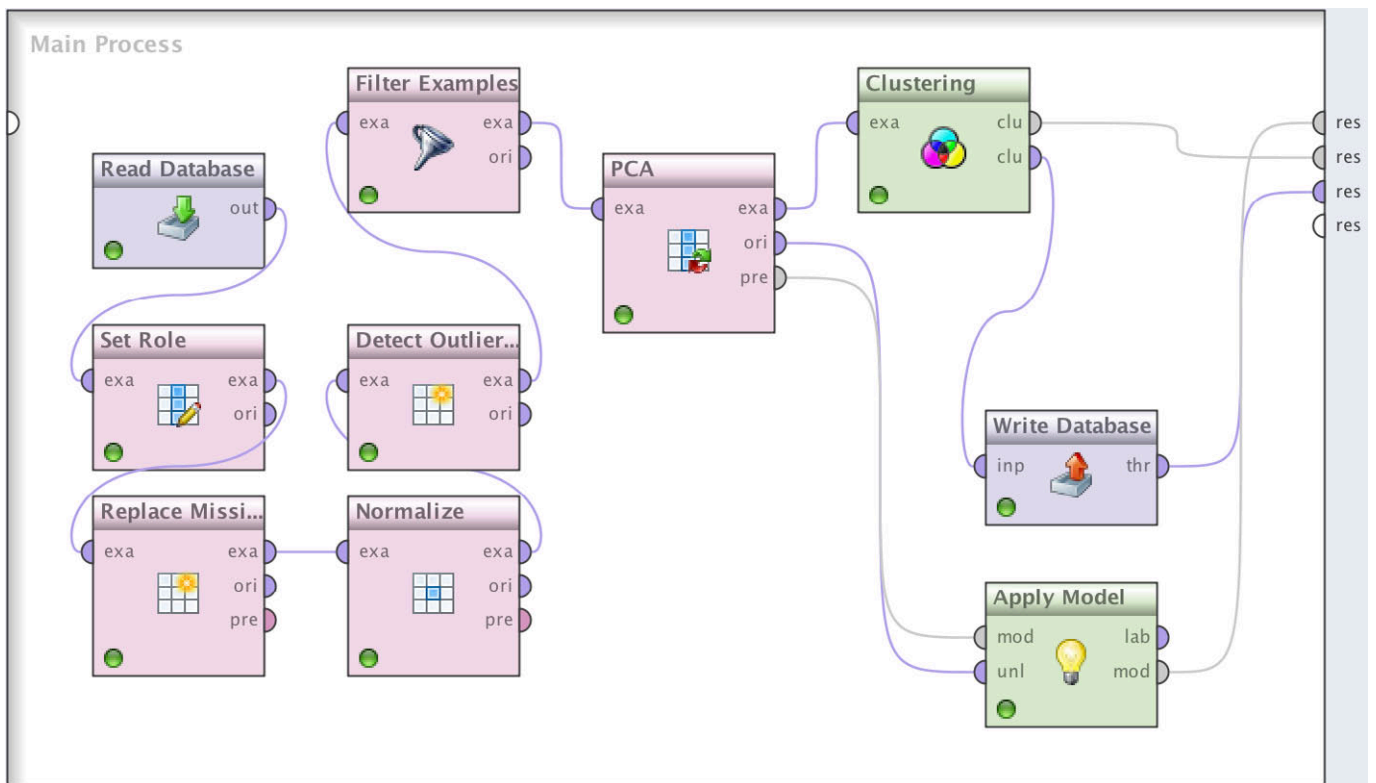 Main Process
Read Database
out
Set Role
exa exa
ori
Replace Missi...
exa exa
ori
pre
Filter Examples
exa exa
ori
Detect Outlier...
exa exa
ori
Normalize
exa exa
ori
pre
PCA
exa exa
ori
pre
Clustering
exa clu
clu
Write Database
inp thr
Apply Model
mod lab
unl mod
res
res
res
res